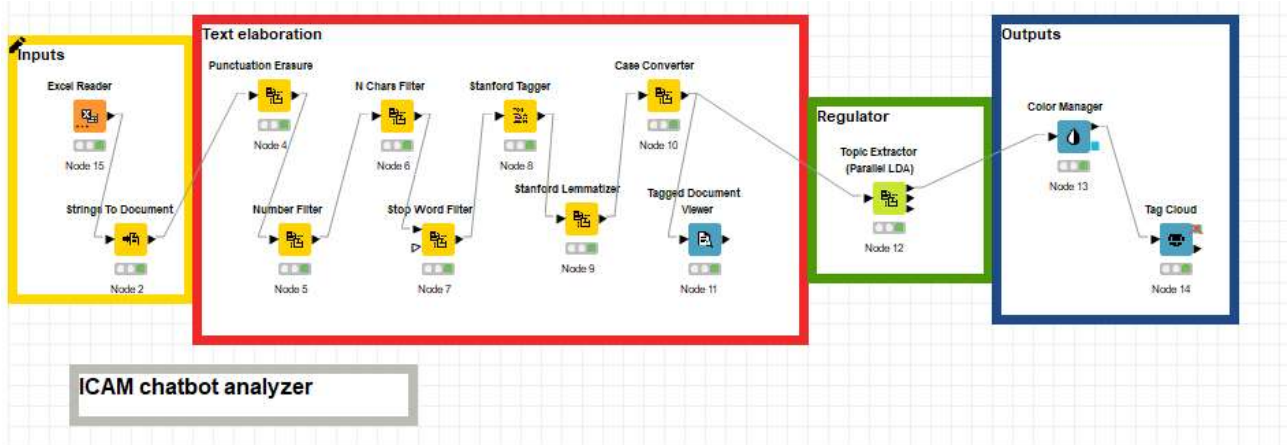 Inputs
Excel Reader
Node 15
Strings To Document
Node 2
Text elaboration
Punctuation Erasure
Node 4
Number Filter
Node 5
N Chars Filter
Node 6
Stop Word Filter
Node 7
Stanford Tagger
Node 8
Stanford Lemmatizer
Node 9
Case Converter
Node 10
Tagged Document
Viewer
Node 11
Regulator
Topic Extractor
(Parallel LDA)
Node 12
Outputs
Color Manager
Node 13
Tag Cloud
Node 14
ICAM chatbot analyzer